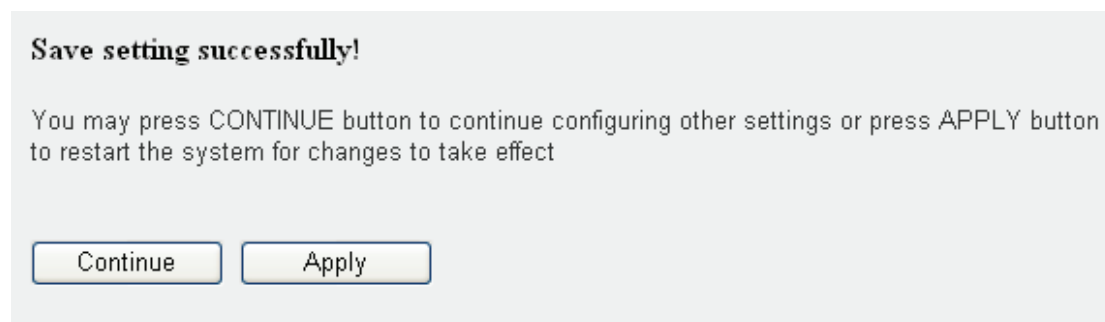 Save setting successfully!
You may press CONTINUE button to continue configuring other settings or press APPLY button
to restart the system for changes to take effect
Continue Apply